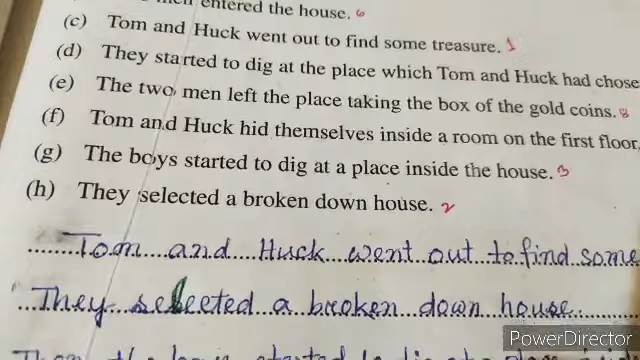 entered the house. 6
(c) Tom and Huck went out to find some treasure. 1
(d) They started to dig at the place which Tom and Huck had chose
(e) The two men left the place taking the box of the gold coins. 8
(f) Tom and Huck hid themselves inside a room on the first floor.
(g) The boys started to dig at a place inside the house. 3
(h) They selected a broken down house. 2
Tom and Huck went out to find some
They selected a broken down house.
PowerDirector